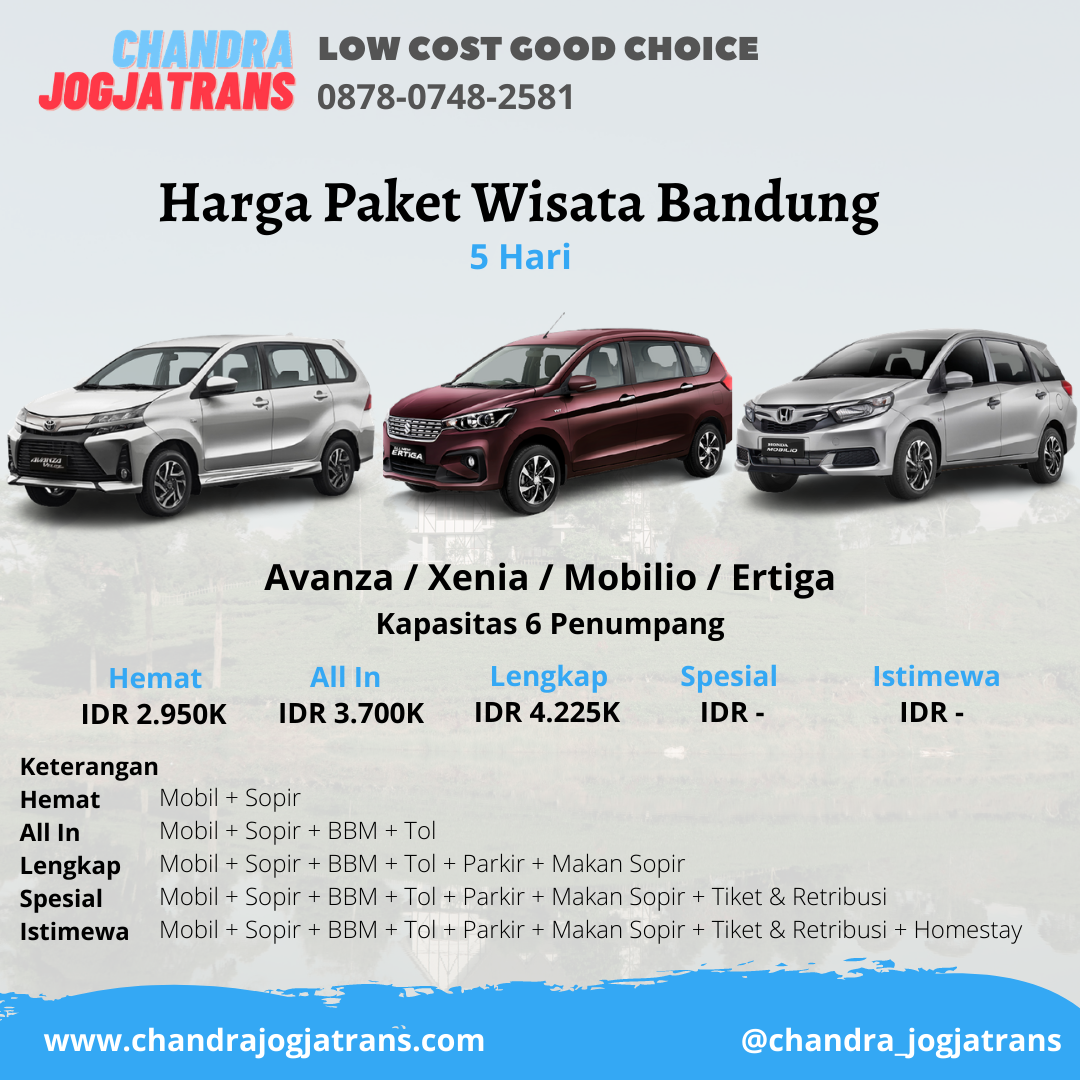 CHANDRA
JOGJATRANS
LOW COST GOOD CHOICE
0878-0748-2581
Harga Paket Wisata Bandung
5 Hari
AVANZA
ERTIGA
HONDA
MOBILIO
Avanza / Xenia / Mobilio / Ertiga
Kapasitas 6 Penumpang
Hemat All In Lengkap Spesial Istimewa
IDR 2.950K IDR 3.700K IDR 4.225K IDR - IDR -
Keterangan
Hemat Mobil + Sopir
All In Mobil + Sopir + BBM + Tol
Lengkap Mobil + Sopir + BBM + Tol + Parkir + Makan Sopir
Spesial Mobil + Sopir + BBM + Tol + Parkir + Makan Sopir + Tiket & Retribusi
Istimewa Mobil + Sopir + BBM + Tol + Parkir + Makan Sopir + Tiket & Retribusi + Homestay
www.chandrajogjatrans.com
@chandra_jogjatrans